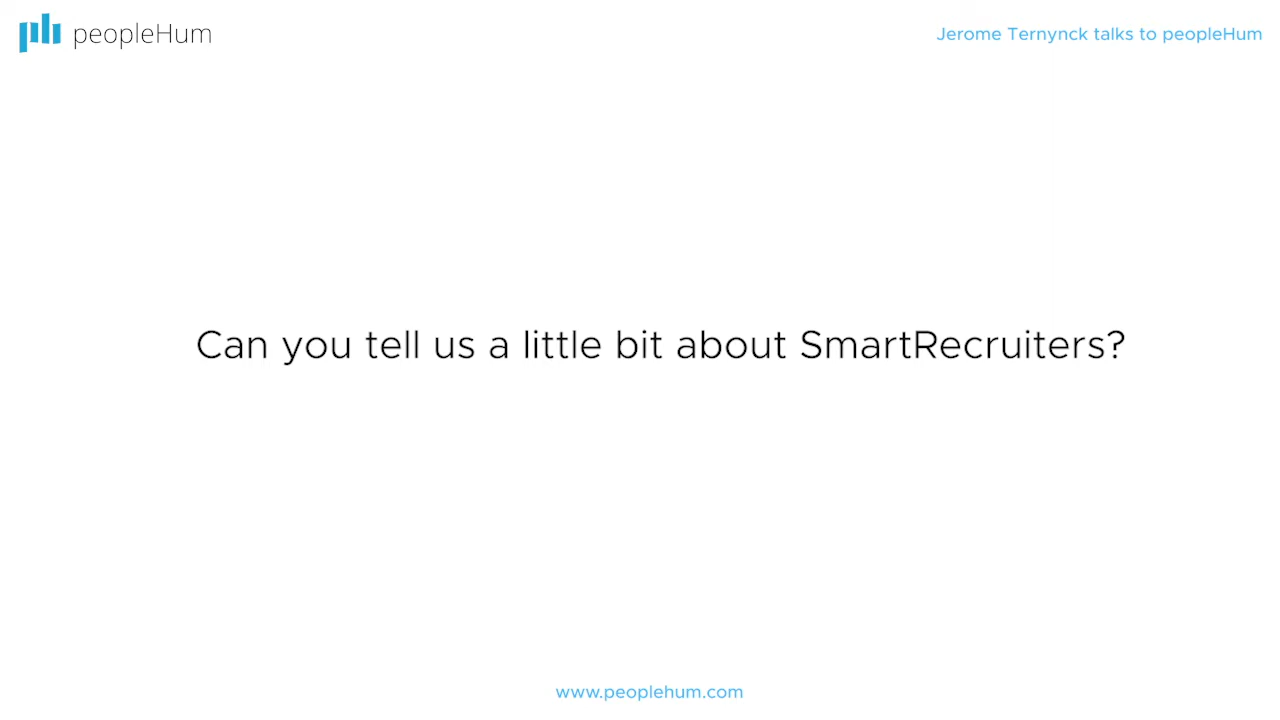 peopleHum
Jerome Ternynck talks to peopleHum
Can you tell us a little bit about SmartRecruiters?
www.peoplehum.com